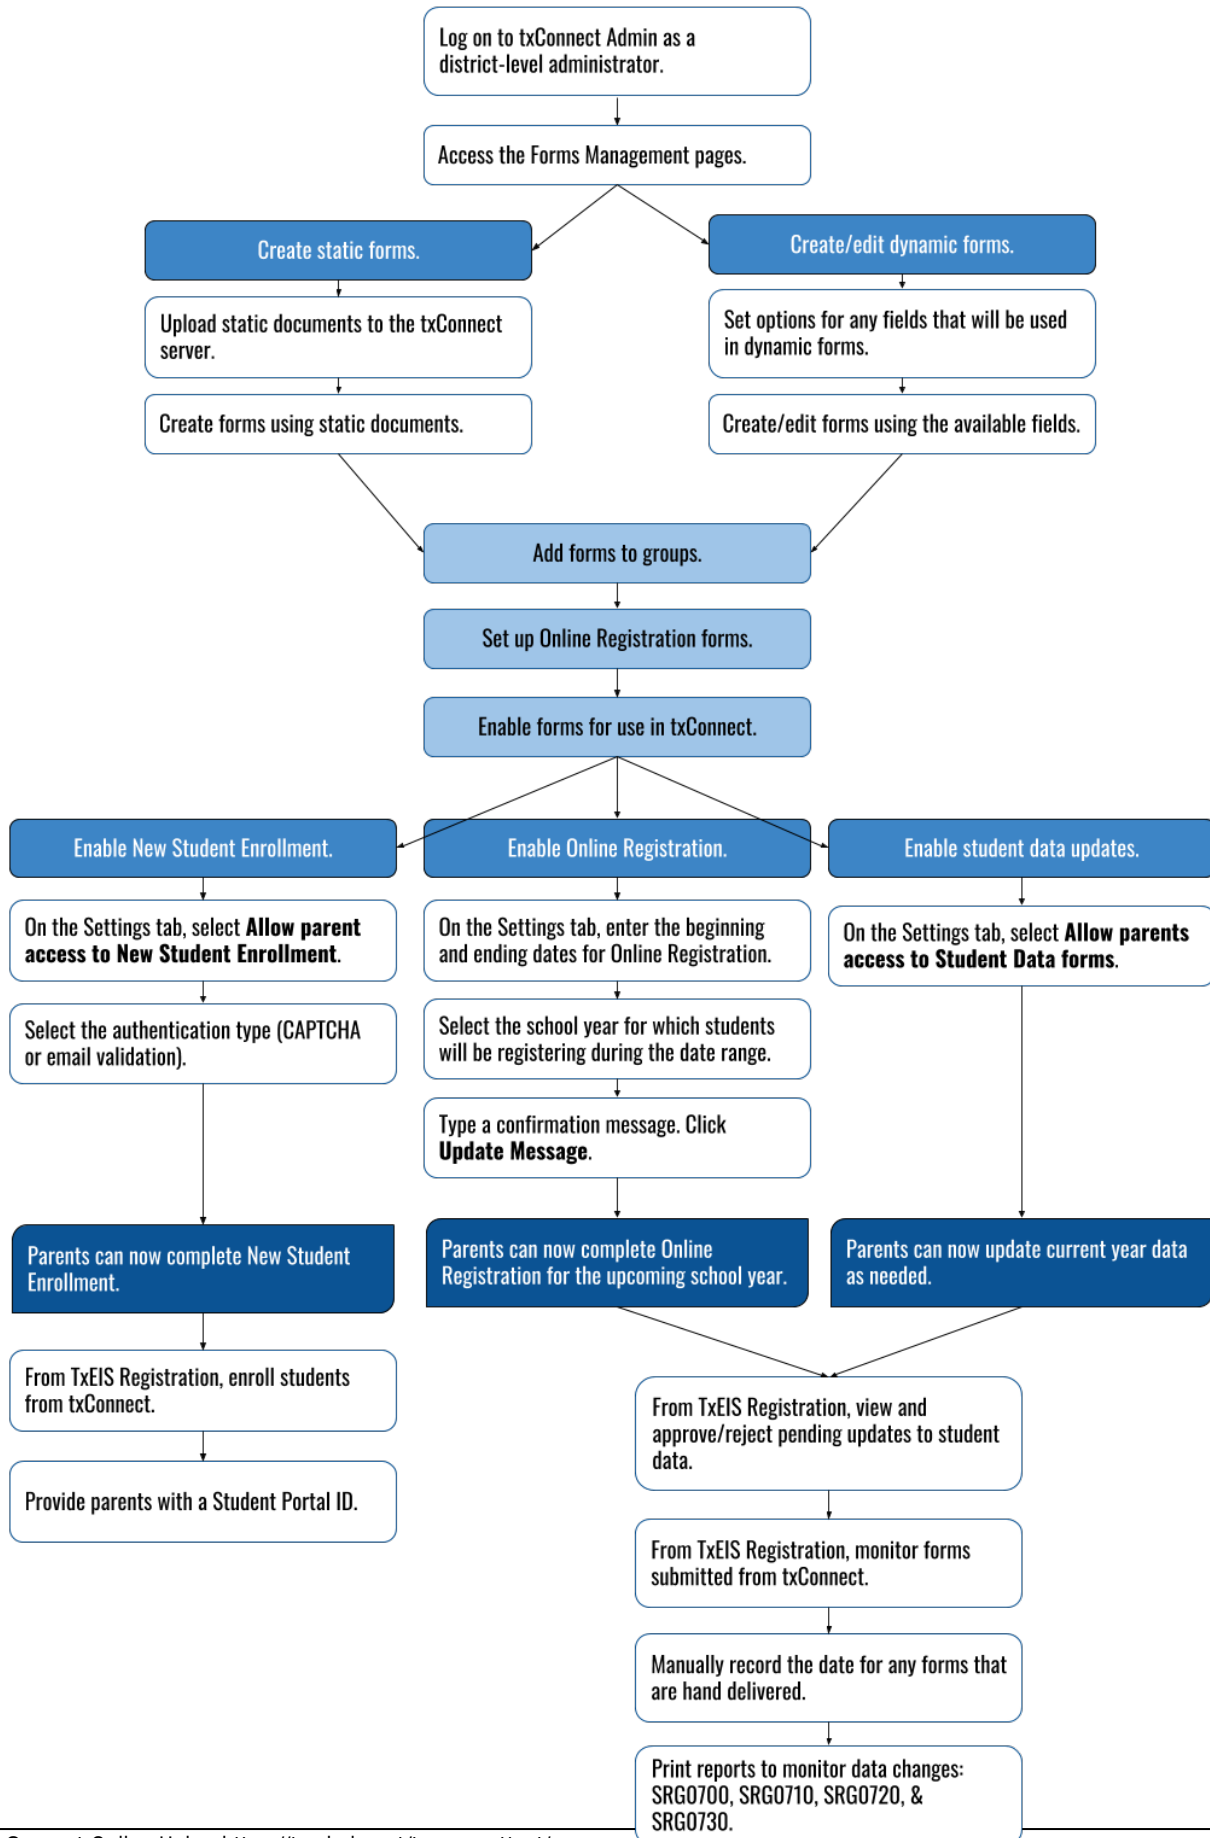 Log on to txConnect Admin as a
district-level administrator.
Access the Forms Management pages.
Create static forms.
Create/edit dynamic forms.
Upload static documents to the txConnect
server.
Set options for any fields that will be used
in dynamic forms.
Create forms using static documents.
Create/edit forms using the available fields.
Add forms to groups.
Set up Online Registration forms.
Enable forms for use in txConnect.
Enable New Student Enrollment.
Enable Online Registration.
Enable student data updates.
On the Settings tab, select Allow parent
access to New Student Enrollment.
On the Settings tab, enter the beginning
and ending dates for Online Registration.
On the Settings tab, select Allow parents
access to Student Data forms.
Select the authentication type (CAPTCHA
or email validation).
Select the school year for which students
will be registering during the date range.
Type a confirmation message. Click
Update Message.
Parents can now complete New Student
Enrollment.
Parents can now complete Online
Registration for the upcoming school year.
Parents can now update current year data
as needed.
From TxEIS Registration, enroll students
from txConnect.
Provide parents with a Student Portal ID.
From TxEIS Registration, view and
approve/reject pending updates to student
data.
From TxEIS Registration, monitor forms
submitted from txConnect.
Manually record the date for any forms that
are hand delivered.
Print reports to monitor data changes:
SRG0700, SRG0710, SRG0720, &
SRG0730.